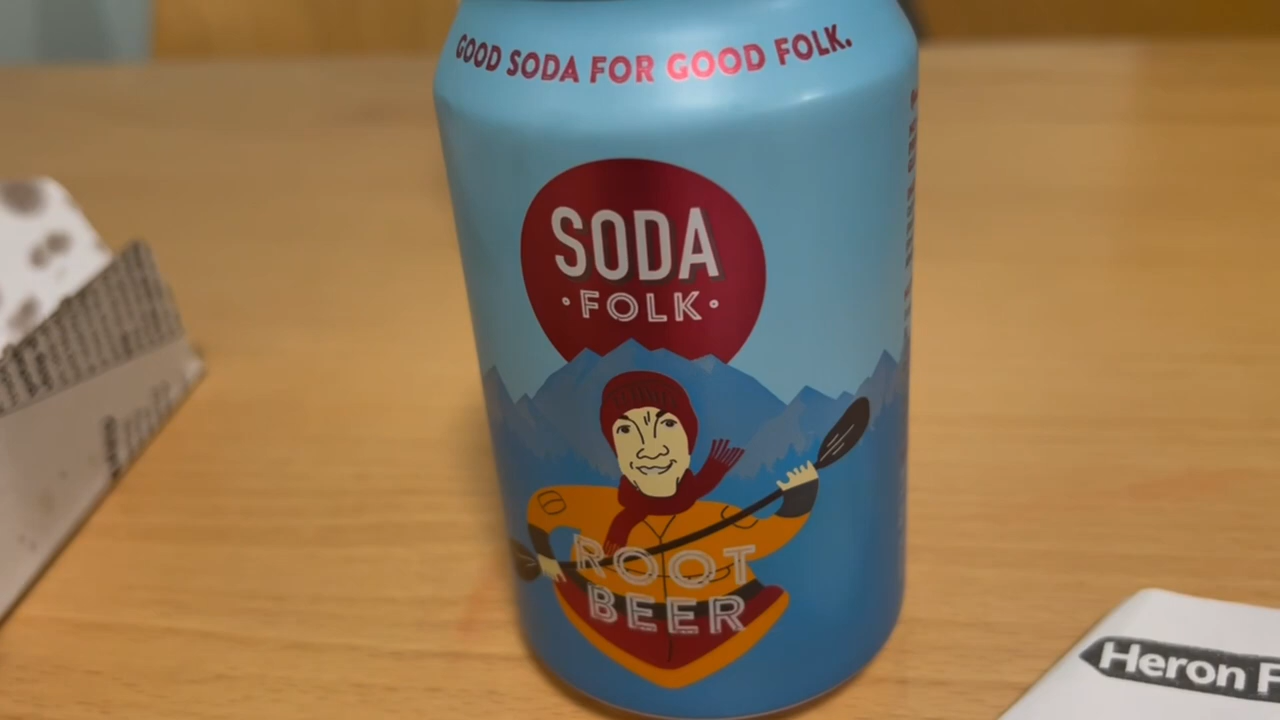 GOOD SODA FOR GOOD FOLK.
SODA
·FOLK·
ROOT
BEER
Heron F